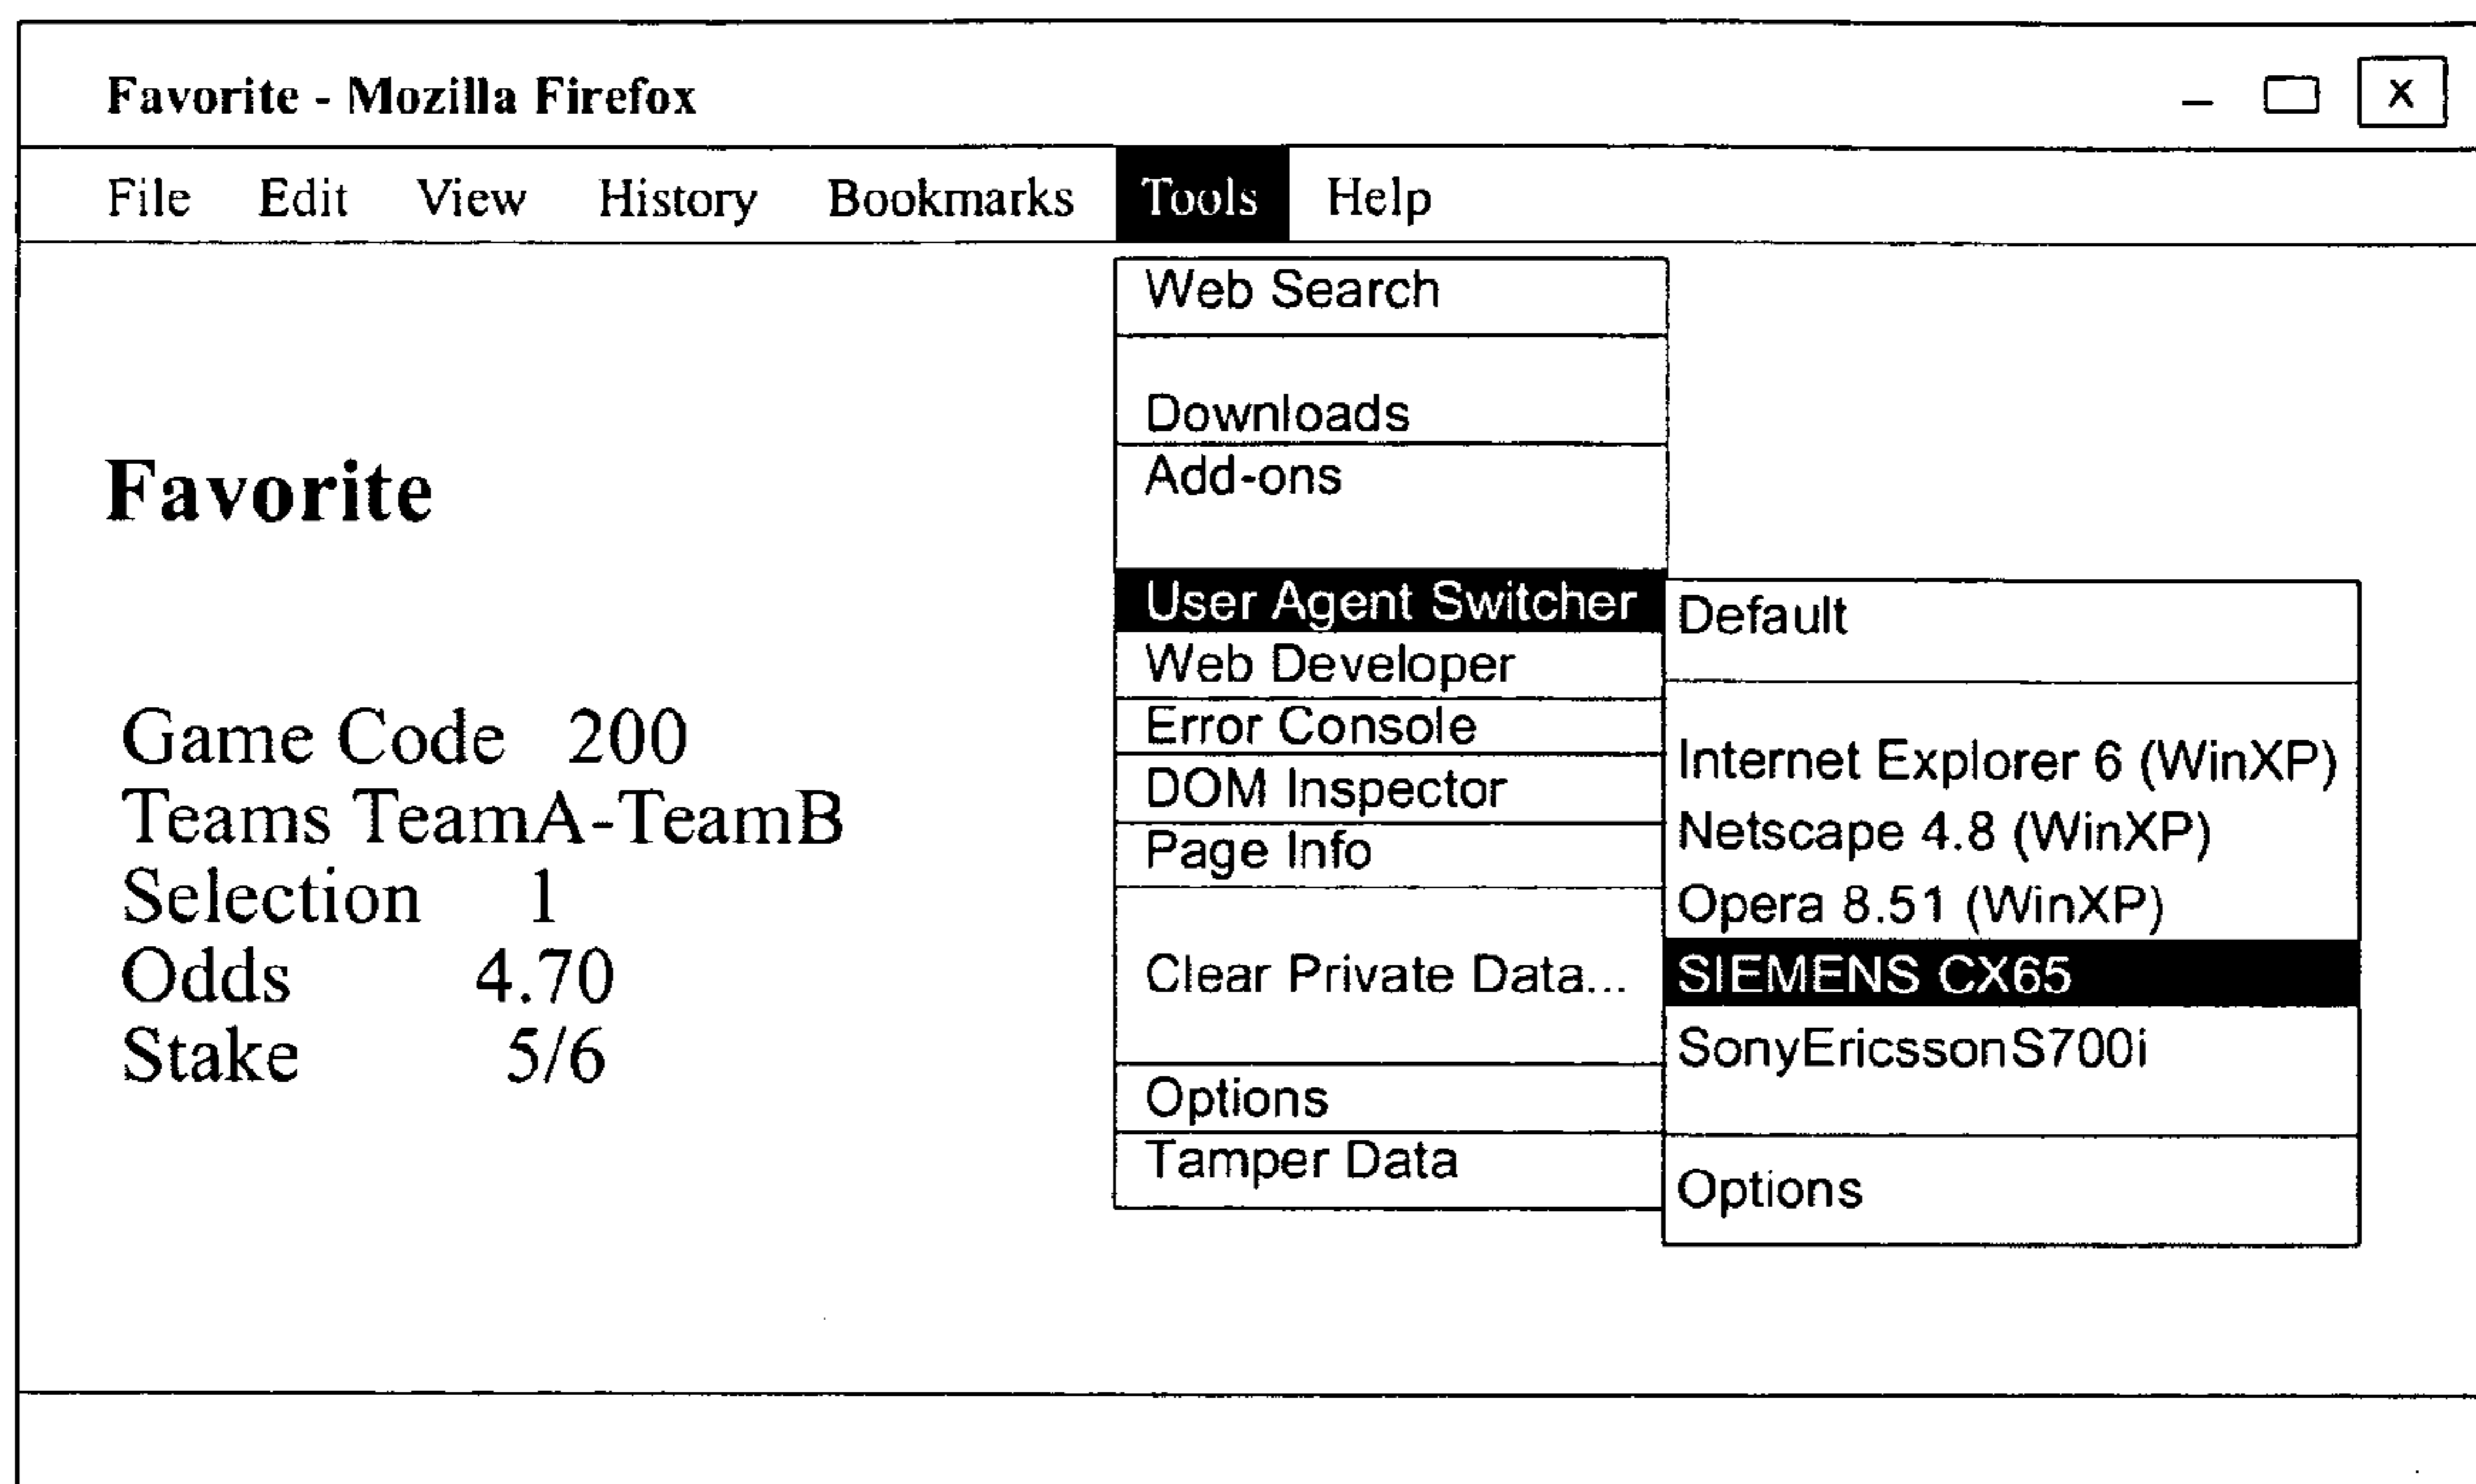 Favorite - Mozilla Firefox – X
File Edit View History Bookmarks Tools Help
Web Search
Downloads
Add-ons
User Agent Switcher
Web Developer
Error Console
DOM Inspector
Page Info
Clear Private Data...
Options
Tamper Data
Default
Internet Explorer 6 (WinXP)
Netscape 4.8 (WinXP)
Opera 8.51 (WinXP)
SIEMENS CX65
SonyEricssonS700i
Options
Favorite
Game Code 200
Teams TeamA-TeamB
Selection 1
Odds 4.70
Stake 5/6